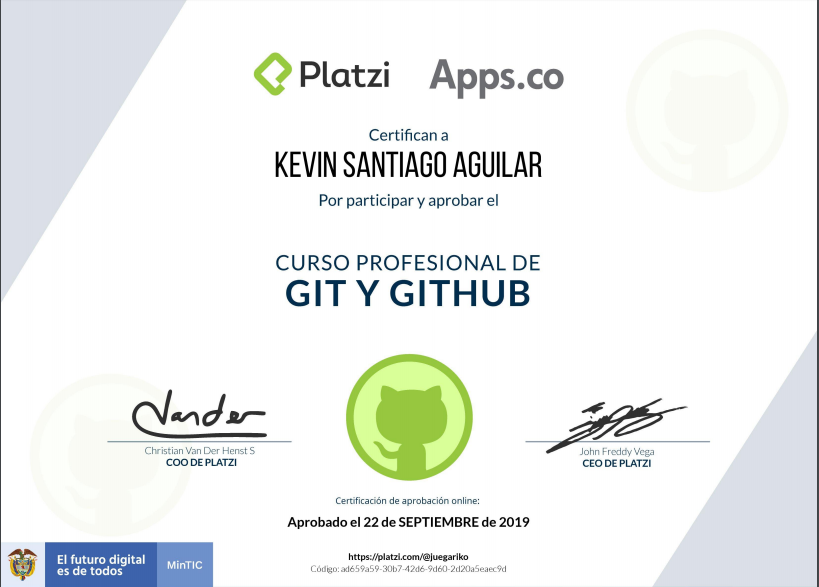 Platzi Apps.co
Certifican a
KEVIN SANTIAGO AGUILAR
Por participar y aprobar el
CURSO PROFESIONAL DE
GIT Y GITHUB
Christian Van Der Henst S
COO DE PLATZI
John Freddy Vega
CEO DE PLATZI
Certificación de aprobación online:
Aprobado el 22 de SEPTIEMBRE de 2019
El futuro digital
es de todos
MinTIC
https://platzi.com/@juegariko
Código: ad659a59-30b7-42d6-9d60-2d20a5eaec9d